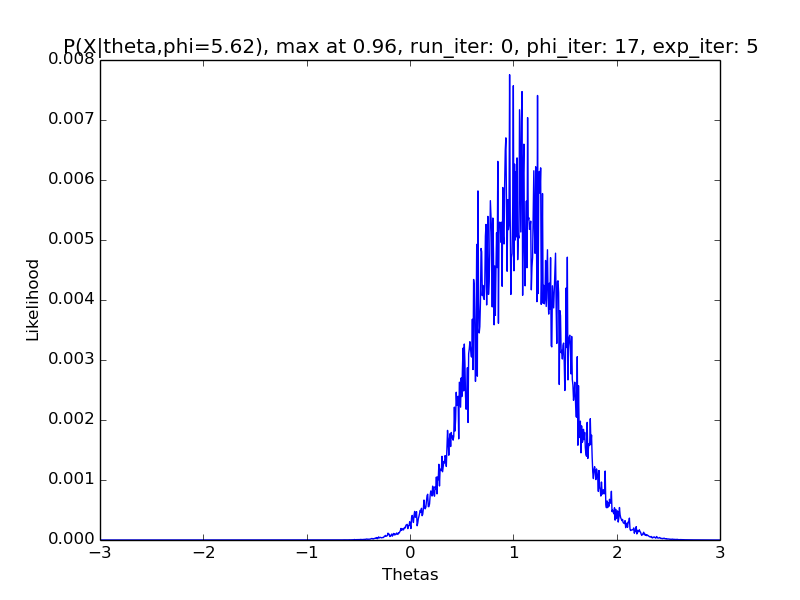 P(X|theta,phi=5.62), max at 0.96, run_iter: 0, phi_iter: 17, exp_iter: 5
0.008
0.007
0.006
0.005
0.004
0.003
0.002
0.001
0.000
Likelihood
−3 −2 −1 0 1 2 3
Thetas